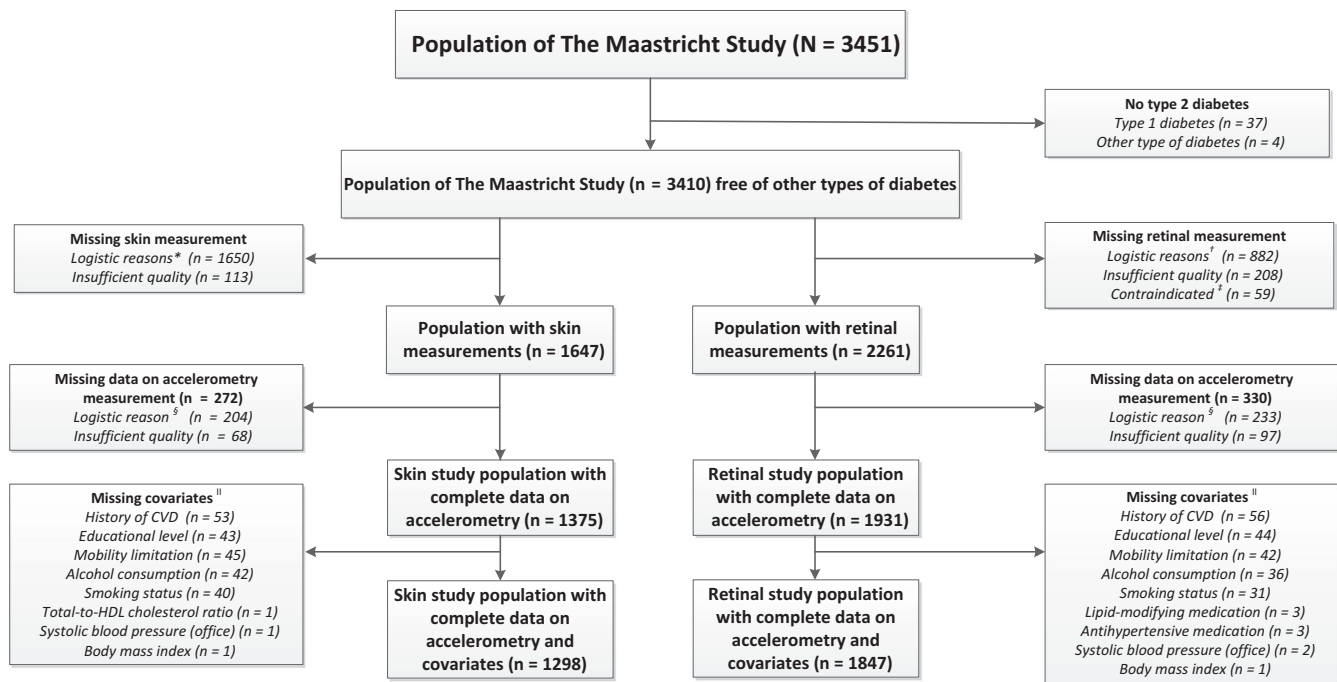 Population of The Maastricht Study (N = 3451)
No type 2 diabetes
Type 1 diabetes (n = 37)
Other type of diabetes (n = 4)
Population of The Maastricht Study (n = 3410) free of other types of diabetes
Missing skin measurement
Logistic reasons* (n = 1650)
Insufficient quality (n = 113)
Missing retinal measurement
Logistic reasons† (n = 882)
Insufficient quality (n = 208)
Contraindicated ‡ (n = 59)
Population with skin
measurements (n = 1647)
Population with retinal
measurements (n = 2261)
Missing data on accelerometry
measurement (n = 272)
Logistic reason § (n = 204)
Insufficient quality (n = 68)
Missing data on accelerometry
measurement (n = 330)
Logistic reason § (n = 233)
Insufficient quality (n = 97)
Skin study population with
complete data on
accelerometry (n = 1375)
Retinal study population
with complete data on
accelerometry (n = 1931)
Missing covariates ||
History of CVD (n = 53)
Educational level (n = 43)
Mobility limitation (n = 45)
Alcohol consumption (n = 42)
Smoking status (n = 40)
Total-to-HDL cholesterol ratio (n = 1)
Systolic blood pressure (office) (n = 1)
Body mass index (n = 1)
Missing covariates ||
History of CVD (n = 56)
Educational level (n = 44)
Mobility limitation (n = 42)
Alcohol consumption (n = 36)
Smoking status (n = 31)
Lipid-modifying medication (n = 3)
Antihypertensive medication (n = 3)
Systolic blood pressure (office) (n = 2)
Body mass index (n = 1)
Skin study population with
complete data on
accelerometry and
covariates (n = 1298)
Retinal study population
with complete data on
accelerometry and
covariates (n = 1847)